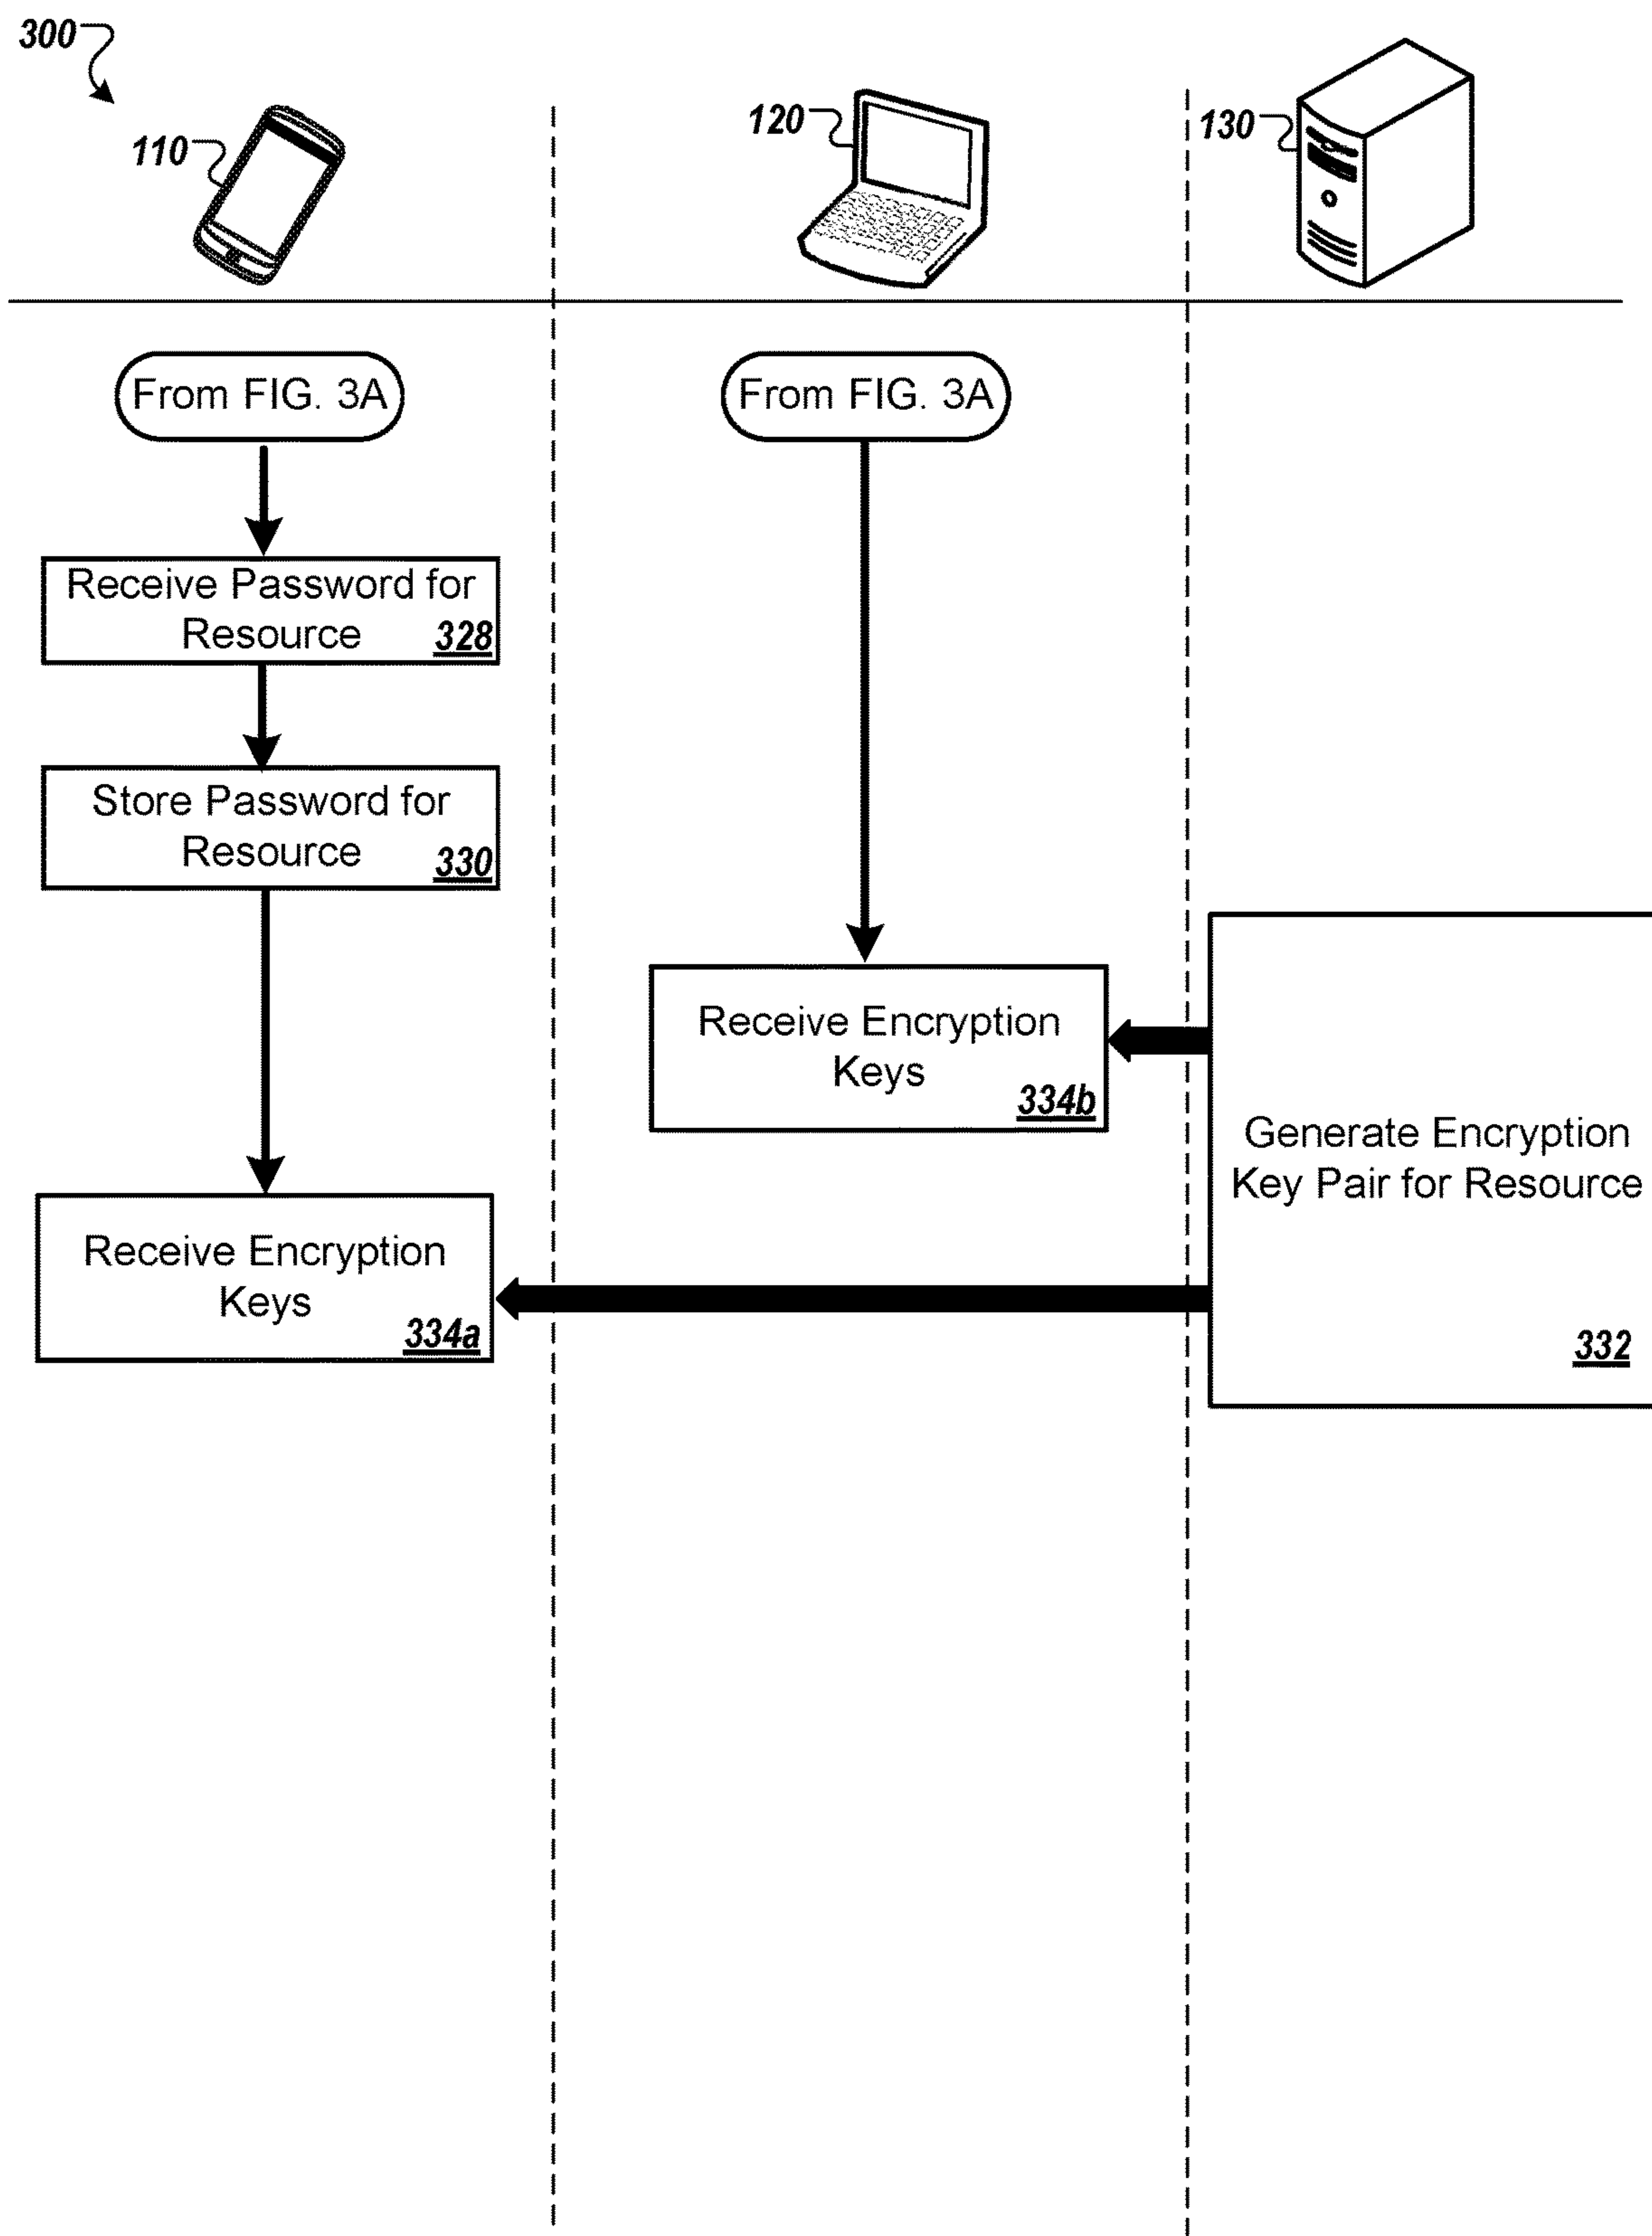 300
110
120
130
From FIG. 3A
From FIG. 3A
Receive Password for
Resource
328
Store Password for
Resource
330
Receive Encryption
Keys
334b
Generate Encryption
Key Pair for Resource
332
Receive Encryption
Keys
334a